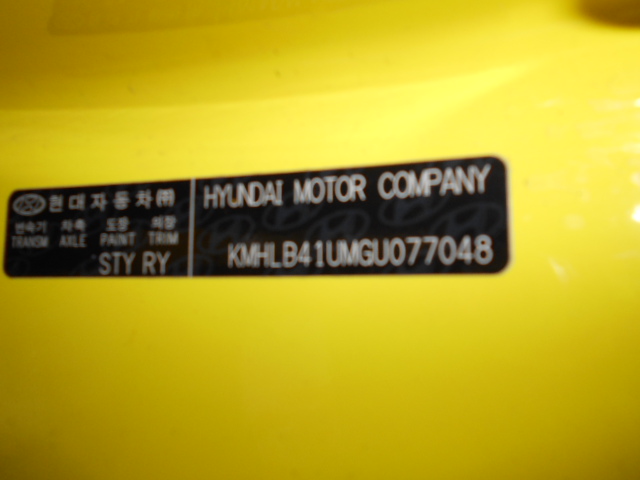 현대자동차㈜
HYUNDAI MOTOR COMPANY
변속기 차축 도장 의장
TRANSM AXLE PAINT TRIM
STY RY
KMHLB41UMGU077048